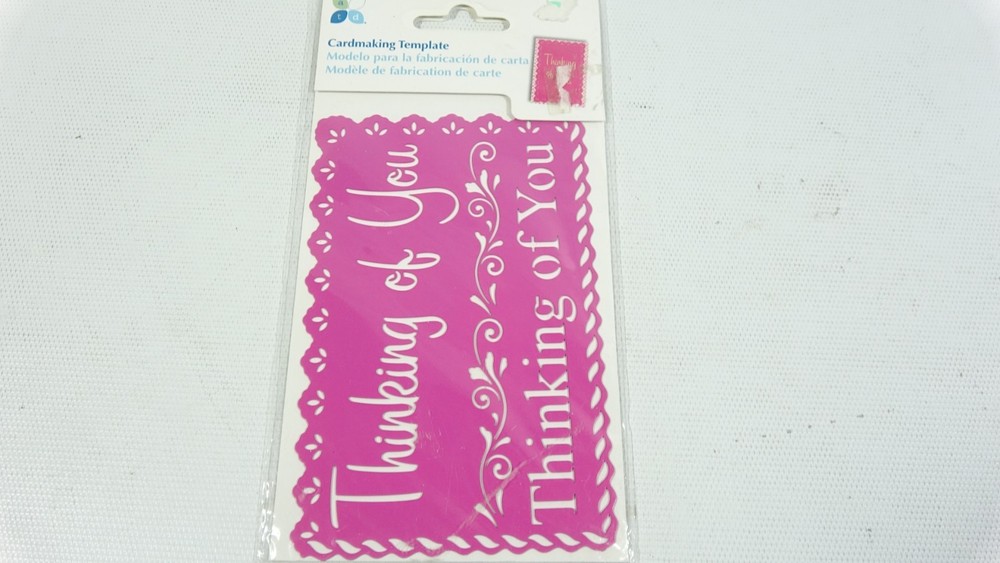 a
t d
Cardmaking Template
Modelo para la fabricación de carta
Modèle de fabrication de carte
Thinking
Thinking of You
Thinking of You